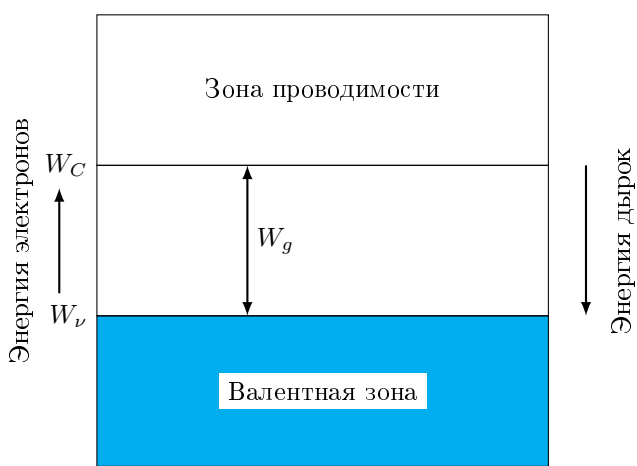 Зона проводимости
Энергия электронов
W_C
W_g
W_ν
Энергия дырок
Валентная зона